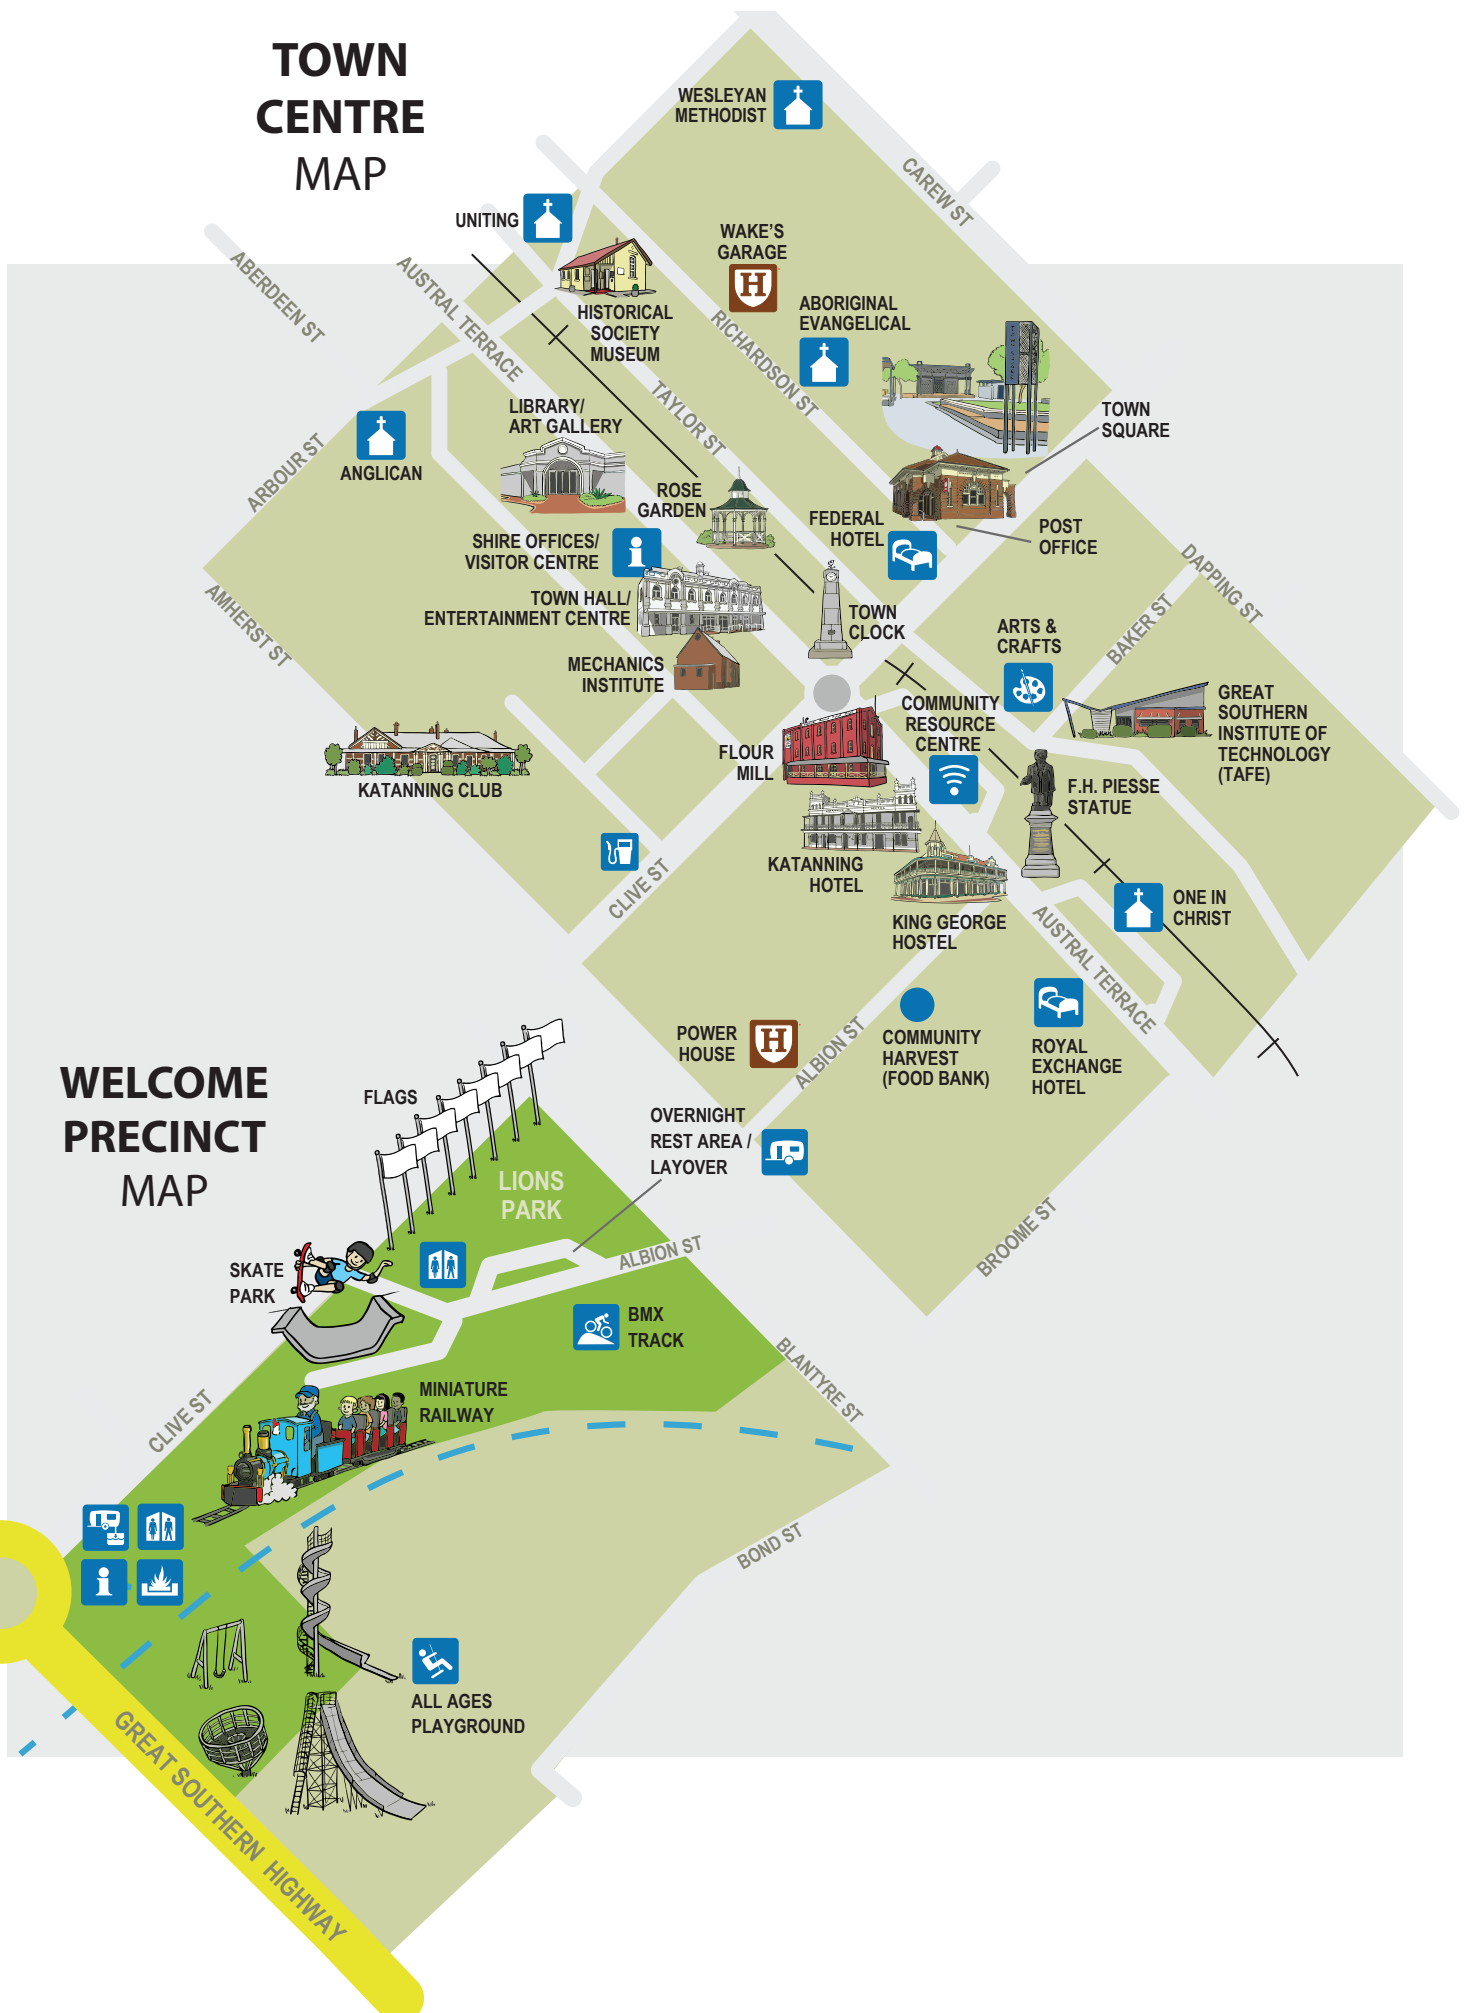 TOWN
CENTRE
MAP
WESLEYAN
METHODIST
CAREW ST
UNITING
WAKE'S
GARAGE
H
ABERDEEN ST
AUSTRAL TERRACE
HISTORICAL
SOCIETY
MUSEUM
RICHARDSON ST
ABORIGINAL
EVANGELICAL
TAYLOR ST
TOWN
SQUARE
LIBRARY/
ART GALLERY
ARBOUR ST
ANGLICAN
ROSE
GARDEN
FEDERAL
HOTEL
POST
OFFICE
SHIRE OFFICES/
VISITOR CENTRE
i
DAPPING ST
AMHERST ST
TOWN HALL/
ENTERTAINMENT CENTRE
TOWN
CLOCK
BAKER ST
ARTS &
CRAFTS
MECHANICS
INSTITUTE
COMMUNITY
RESOURCE
CENTRE
GREAT
SOUTHERN
INSTITUTE OF
TECHNOLOGY
(TAFE)
FLOUR
MILL
KATANNING CLUB
F.H. PIESSE
STATUE
KATANNING
HOTEL
CLIVE ST
ONE IN
CHRIST
KING GEORGE
HOSTEL
AUSTRAL TERRACE
POWER
HOUSE
H
ALBION ST
COMMUNITY
HARVEST
(FOOD BANK)
ROYAL
EXCHANGE
HOTEL
WELCOME
PRECINCT
MAP
FLAGS
OVERNIGHT
REST AREA /
LAYOVER
LIONS
PARK
BROOME ST
ALBION ST
SKATE
PARK
BMX
TRACK
BLANTYRE ST
CLIVE ST
MINIATURE
RAILWAY
BOND ST
i
ALL AGES
PLAYGROUND
GREAT SOUTHERN HIGHWAY